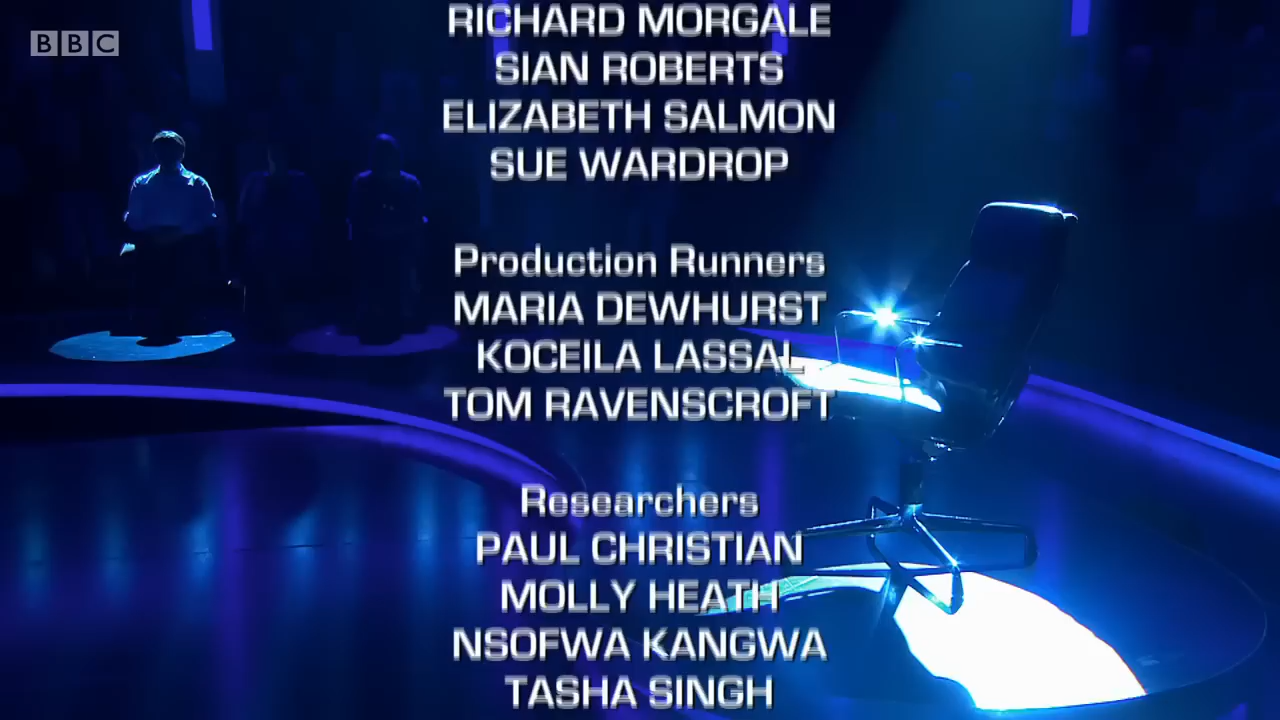 BBC
RICHARD MORGALE
SIAN ROBERTS
ELIZABETH SALMON
SUE WARDROP
Production Runners
MARIA DEWHURST
KOCEILA LASSAL
TOM RAVENSCROFT
Researchers
PAUL CHRISTIAN
MOLLY HEATH
NSOFWA KANGWA
TASHA SINGH